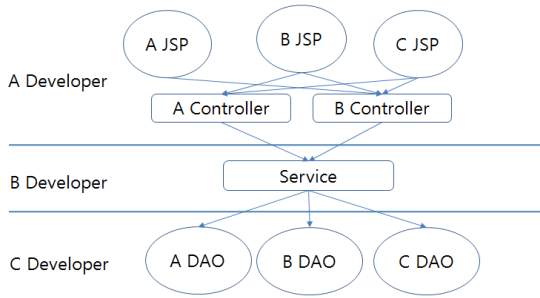 A JSP
B JSP
C JSP
A Developer
A Controller
B Controller
B Developer
Service
C Developer
A DAO
B DAO
C DAO